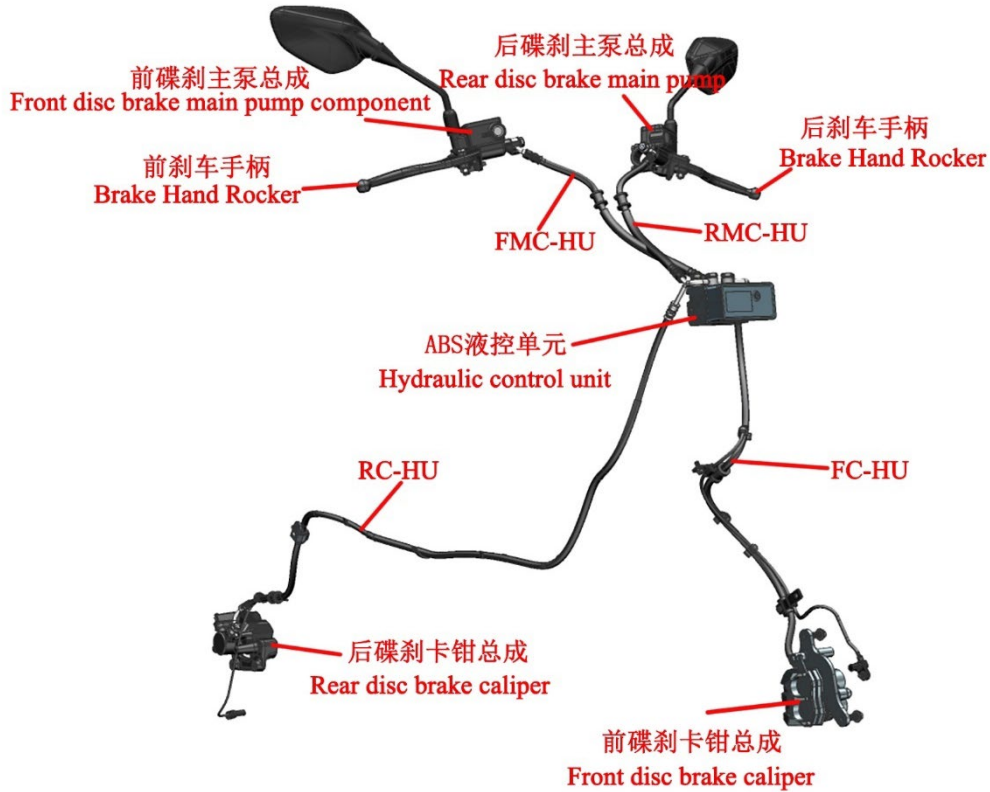 后碟刹主泵总成
Rear disc brake main pump
前碟刹主泵总成
Front disc brake main pump component
后刹车手柄
Brake Hand Rocker
前刹车手柄
Brake Hand Rocker
FMC-HU
RMC-HU
ABS液控单元
Hydraulic control unit
RC-HU
FC-HU
后碟刹卡钳总成
Rear disc brake caliper
前碟刹卡钳总成
Front disc brake caliper